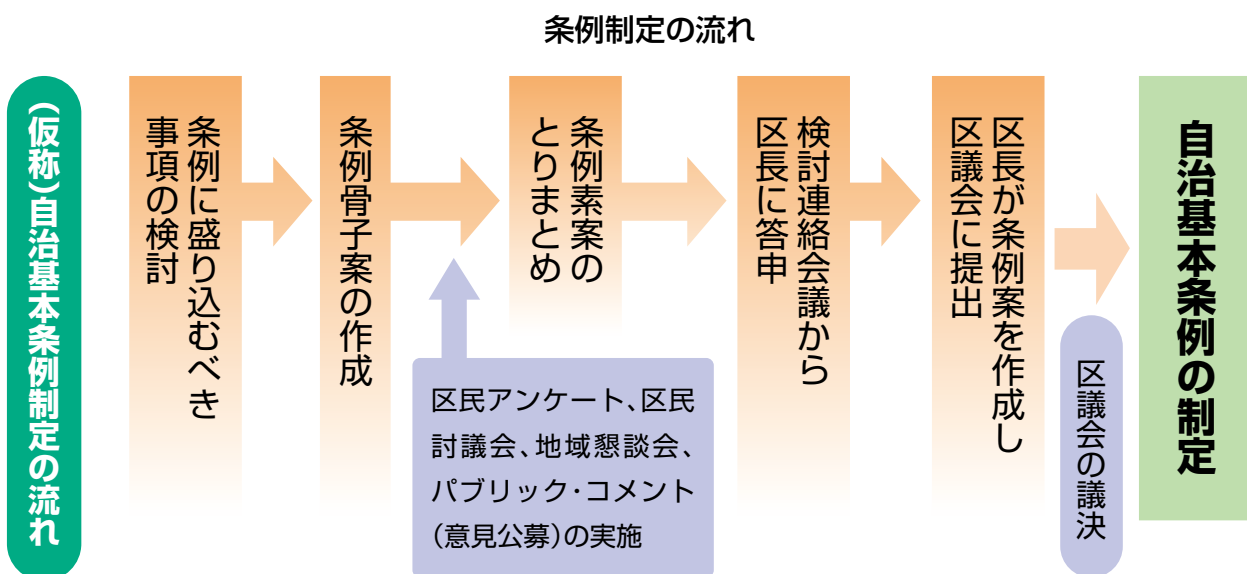 条例制定の流れ
(仮称)自治基本条例制定の流れ
条例に盛り込むべき
事項の検討
条例骨子案の作成
条例素案の
とりまとめ
検討連絡会議から
区長に答申
区長が条例案を作成し
区議会に提出
自治基本条例の制定
区民アンケート、区民
討議会、地域懇談会、
パブリック・コメント
(意見公募)の実施
区議会の議決